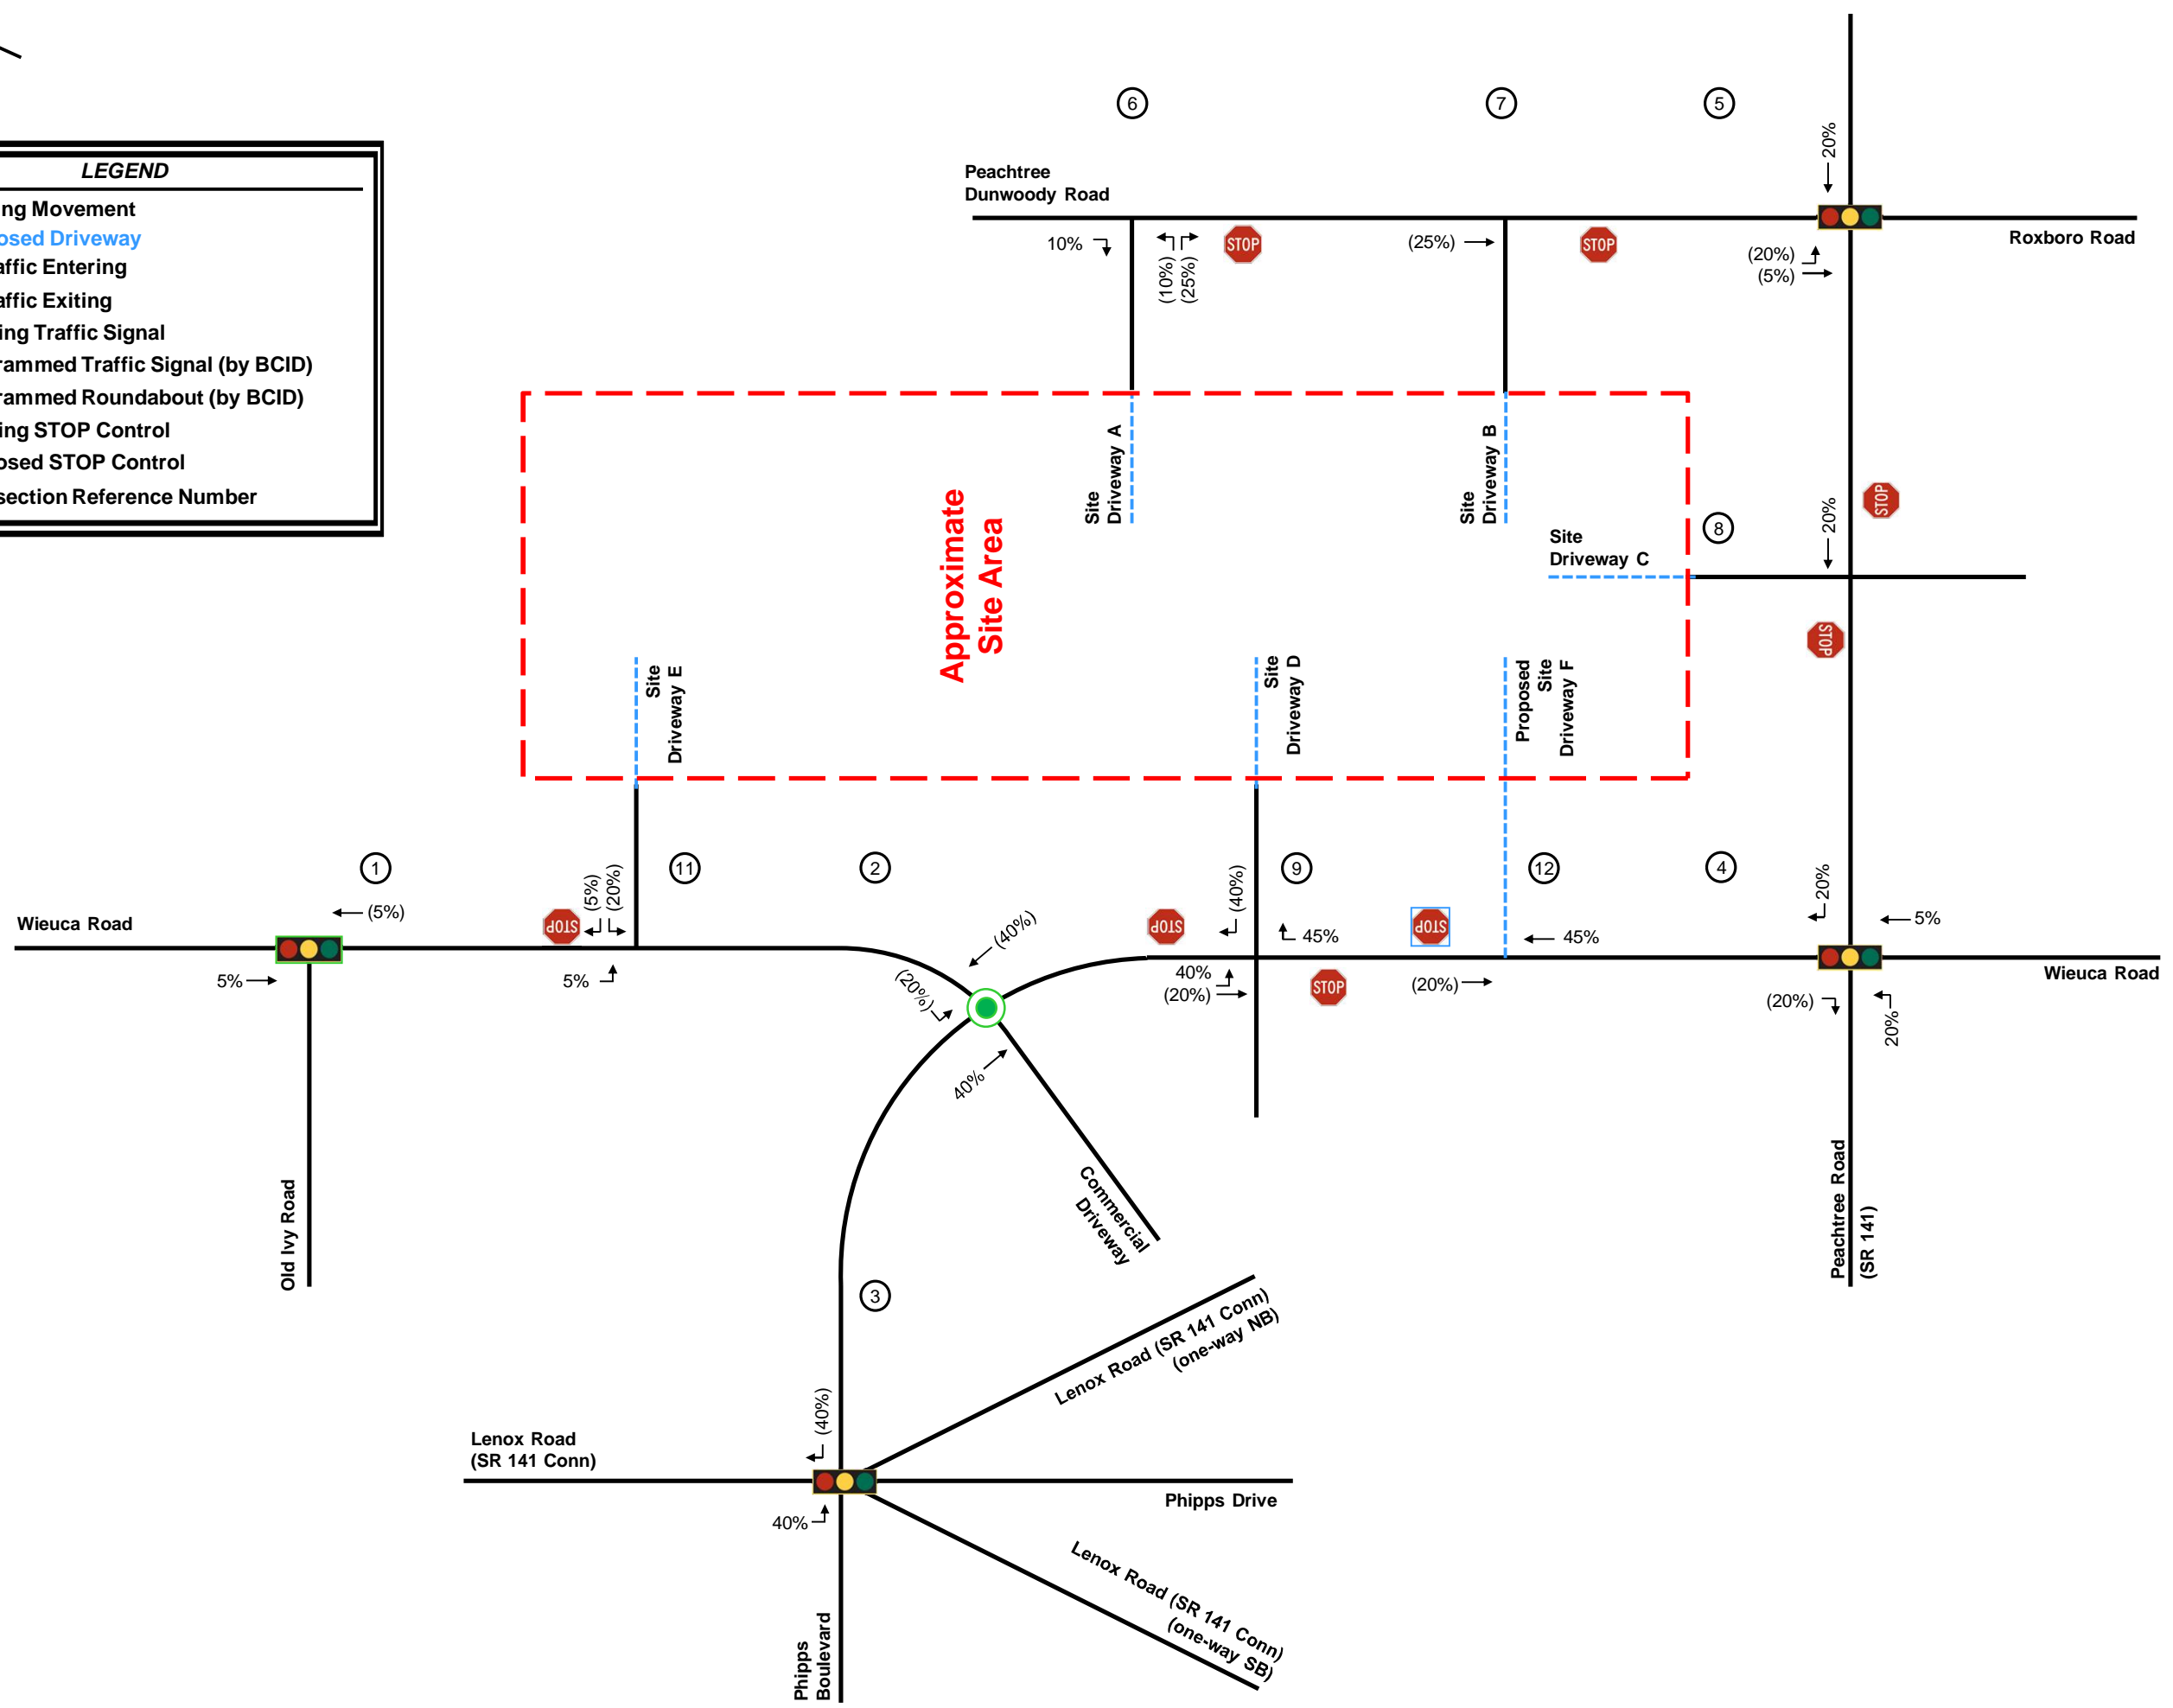 LEGEND
ng Movement
osed Driveway
affic Entering
affic Exiting
ing Traffic Signal
rammed Traffic Signal (by BCID)
rammed Roundabout (by BCID)
ing STOP Control
osed STOP Control
section Reference Number
6
7
5
20%
Peachtree
Dunwoody Road
Roxboro Road
10%
(10%)
(25%)
STOP
(25%)
STOP
(20%)
(5%)
Site
Driveway A
Site
Driveway B
Approximate
Site Area
Site
Driveway C
8
20%
STOP
STOP
Site
Driveway E
Site
Driveway D
Proposed
Site
Driveway F
1
11
2
9
12
4
Wieuca Road
(5%)
5%
STOP
(5%)
(20%)
5%
(40%)
(20%)
40%
STOP
(40%)
45%
40%
(20%)
STOP
STOP
45%
(20%)
20%
5%
Wieuca Road
(20%)
20%
Old Ivy Road
Commercial
Driveway
Peachtree Road
(SR 141)
3
Lenox Road (SR 141 Conn)
(one-way NB)
(40%)
Lenox Road
(SR 141 Conn)
Phipps Drive
40%
Lenox Road (SR 141 Conn)
(one-way SB)
Phipps
Boulevard